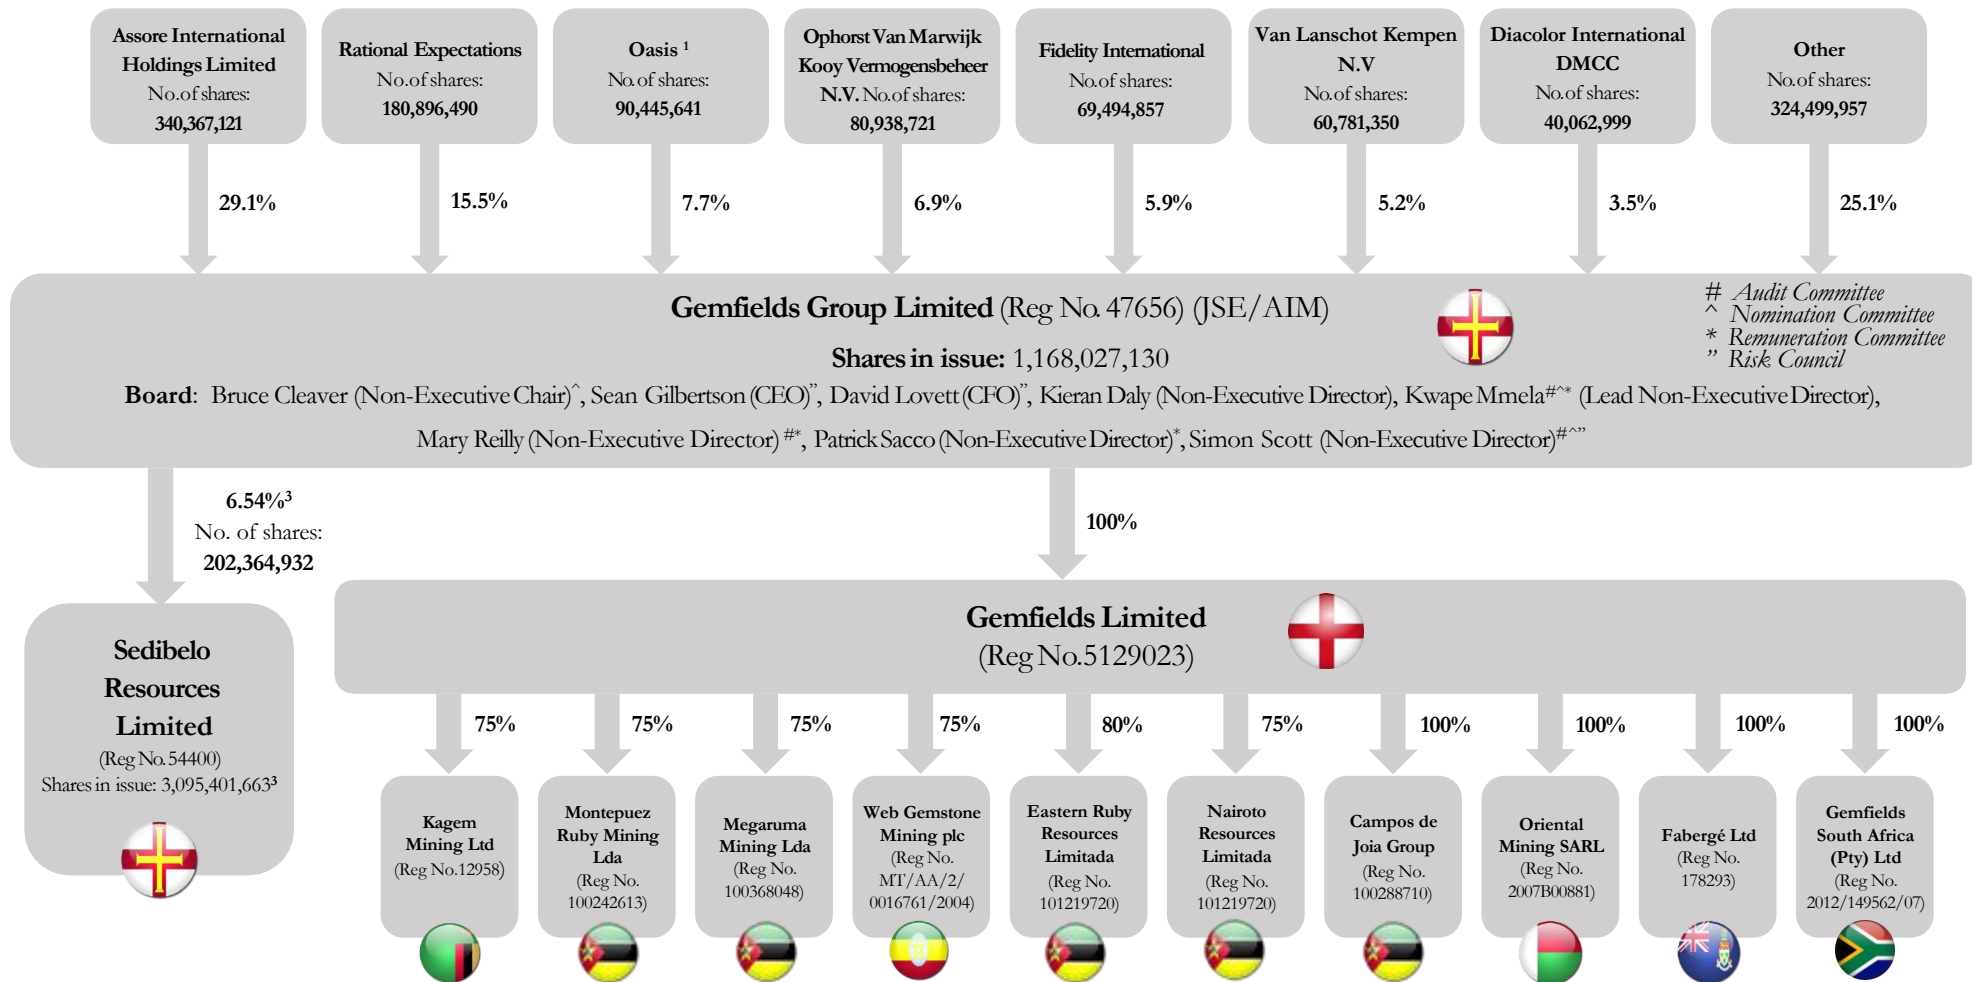 Assore International
Holdings Limited
No. of shares:
340,367,121
Rational Expectations
No. of shares:
180,896,490
Oasis ¹
No. of shares:
90,445,641
Ophorst Van Marwijk
Kooy Vermogensbeheer
N.V. No. of shares:
80,938,721
Fidelity International
No. of shares:
69,494,857
Van Lanschot Kempen
N.V
No. of shares:
60,781,350
Diacolor International
DMCC
No. of shares:
40,062,999
Other
No. of shares:
324,499,957
29.1%
15.5%
7.7%
6.9%
5.9%
5.2%
3.5%
25.1%
Gemfields Group Limited (Reg No. 47656) (JSE/AIM)
Shares in issue: 1,168,027,130
# Audit Committee
^ Nomination Committee
* Remuneration Committee
” Risk Council
Board: Bruce Cleaver (Non-Executive Chair)^, Sean Gilbertson (CEO)”, David Lovett (CFO)”, Kieran Daly (Non-Executive Director), Kwape Mmela#^* (Lead Non-Executive Director),
Mary Reilly (Non-Executive Director) #*, Patrick Sacco (Non-Executive Director)*, Simon Scott (Non-Executive Director)#^”
6.54%³
No. of shares:
202,364,932
100%
Sedibelo
Resources
Limited
(Reg No. 54400)
Shares in issue: 3,095,401,663³
Gemfields Limited
(Reg No. 5129023)
75%
75%
75%
75%
80%
75%
100%
100%
100%
100%
Kagem
Mining Ltd
(Reg No. 12958)
Montepuez
Ruby Mining
Lda
(Reg No.
100242613)
Megaruma
Mining Lda
(Reg No.
100368048)
Web Gemstone
Mining plc
(Reg No.
MT/AA/2/
0016761/2004)
Eastern Ruby
Resources
Limitada
(Reg No.
101219720)
Nairoto
Resources
Limitada
(Reg No.
101219720)
Campos de
Joia Group
(Reg No.
100288710)
Oriental
Mining SARL
(Reg No.
2007B00881)
Fabergé Ltd
(Reg No.
178293)
Gemfields
South Africa
(Pty) Ltd
(Reg No.
2012/149562/07)